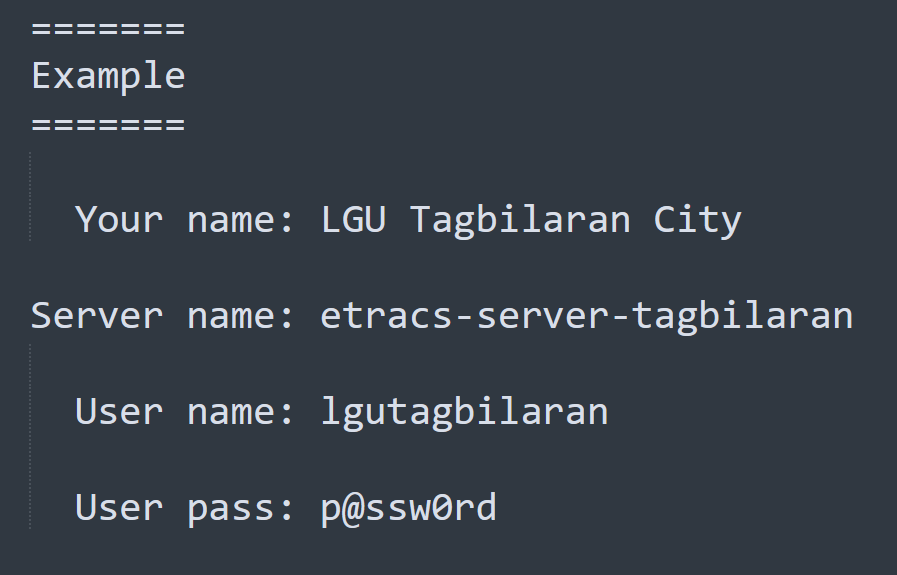 =======
Example
=======
Your name: LGU Tagbilaran City
Server name: etracs-server-tagbilaran
User name: lgutagbilaran
User pass: p@ssw0rd